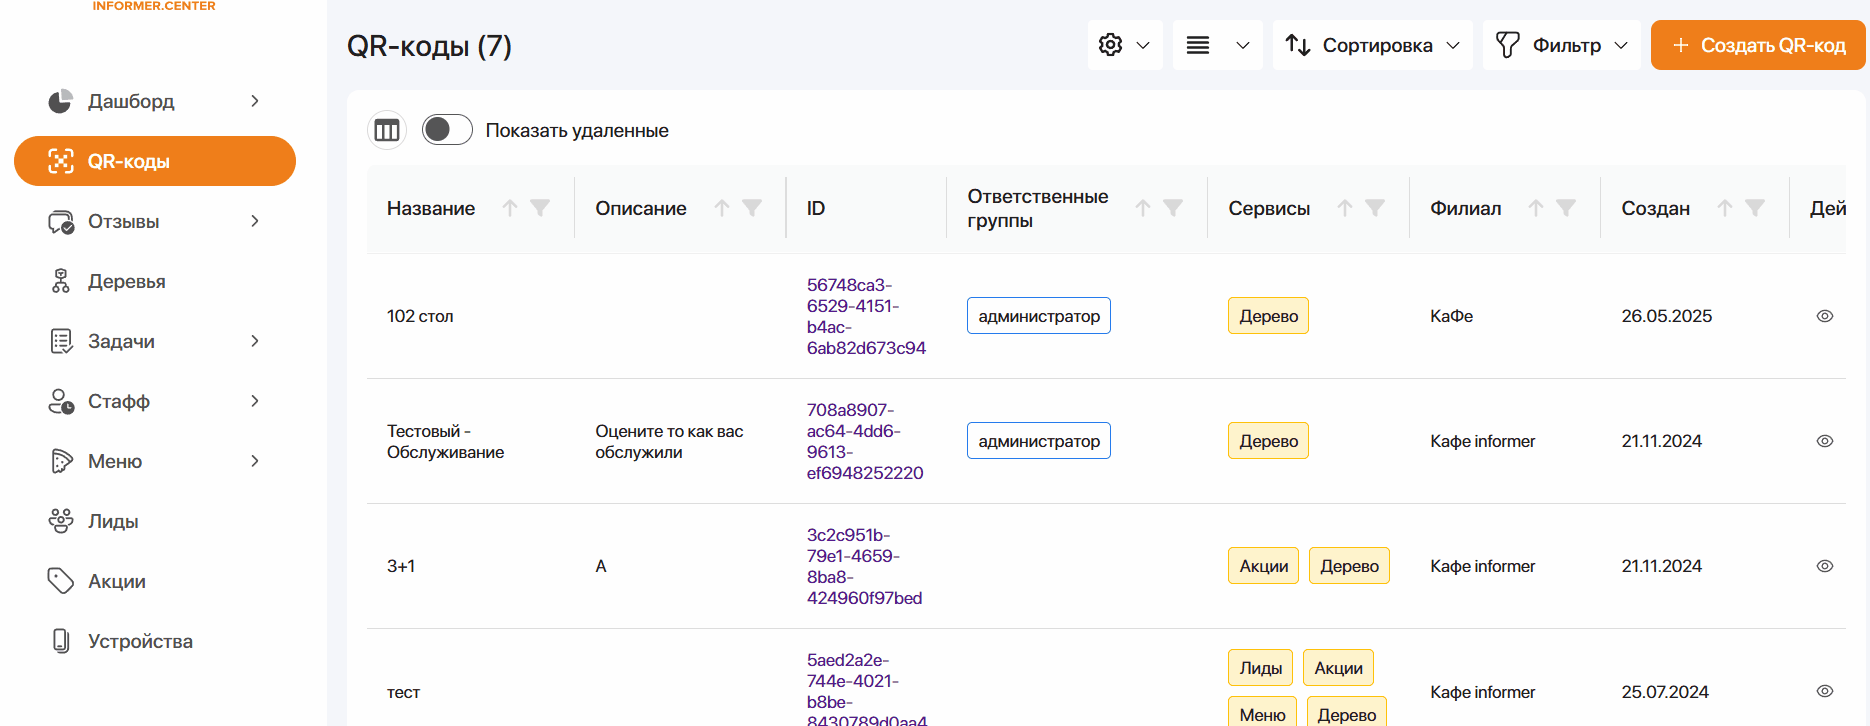 INFORMER.CENTER
Дашборд
QR-коды
Отзывы
Деревья
Задачи
Стафф
Меню
Лиды
Акции
Устройства
QR-коды (7)
Сортировка
Фильтр
+ Создать QR-код
Показать удаленные
Название
Описание
ID
Ответственные
группы
Сервисы
Филиал
Создан
Дей
102 стол
56748ca3-
6529-4151-
b4ac-
6ab82d673c94
администратор
Дерево
КаФе
26.05.2025
Тестовый -
Обслуживание
Оцените то как вас
обслужили
708a8907-
ac64-4dd6-
9613-
ef6948252220
администратор
Дерево
Кафе informer
21.11.2024
3+1
А
3c2c951b-
79e1-4659-
8ba8-
424960f97bed
Акции Дерево
Кафе informer
21.11.2024
тест
5aed2a2e-
744e-4021-
b8be-
8430789d0aa4
Лиды Акции
Меню Дерево
Кафе informer
25.07.2024